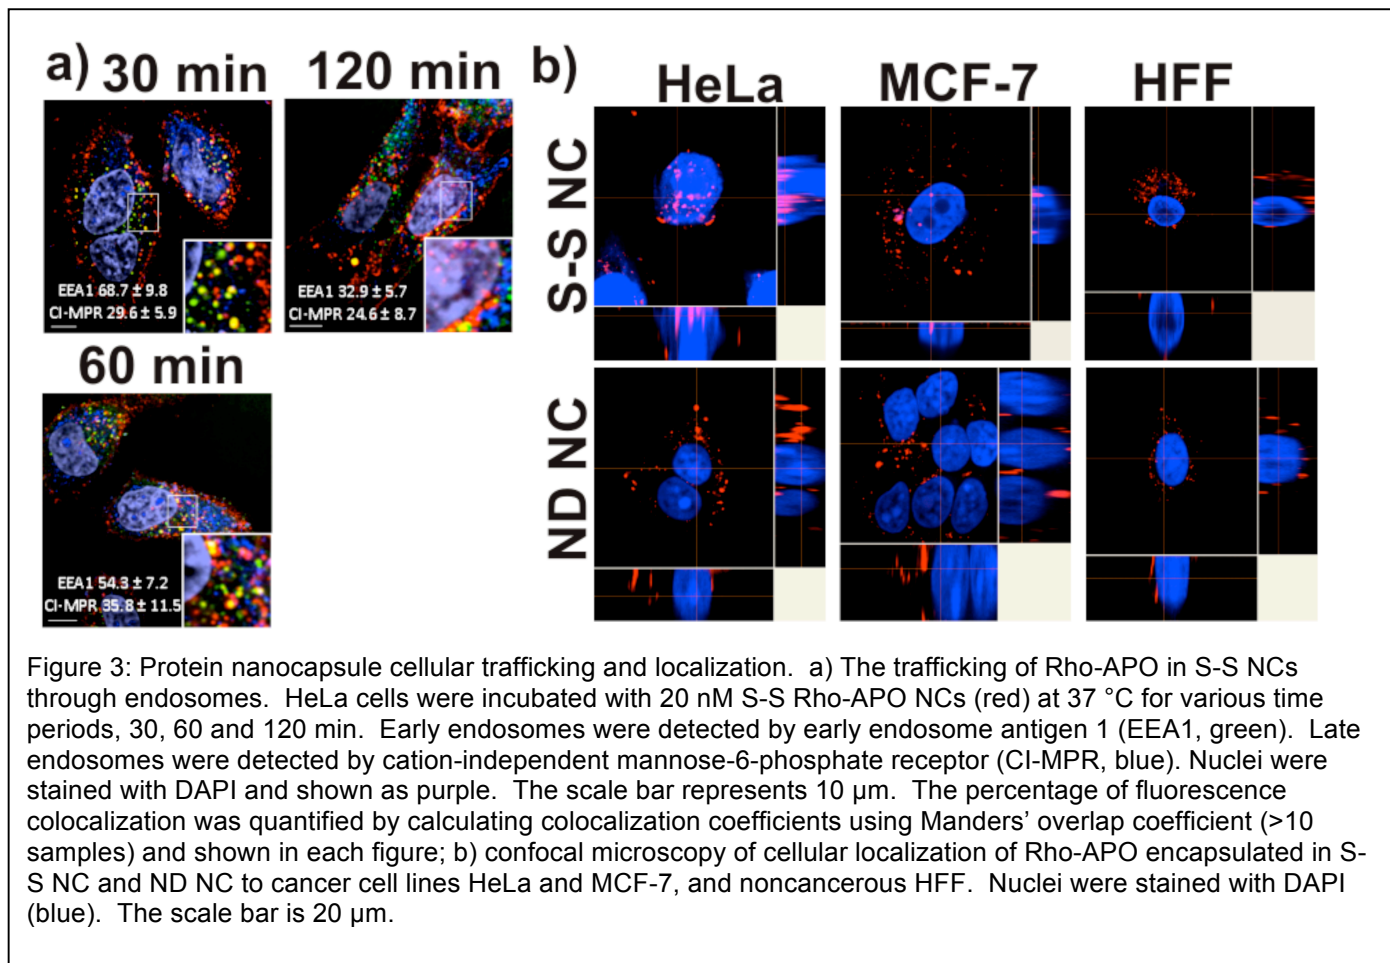 a) 30 min 120 min
EEA1 68.7 ± 9.8
CI-MPR 29.6 ± 5.9
EEA1 32.9 ± 5.7
CI-MPR 24.6 ± 8.7
60 min
EEA1 54.3 ± 7.2
CI-MPR 35.8 ± 11.5
b) HeLa MCF-7 HFF
S-S NC
ND NC
Figure 3: Protein nanocapsule cellular trafficking and localization.  a) The trafficking of Rho-APO in S-S NCs
through endosomes.  HeLa cells were incubated with 20 nM S-S Rho-APO NCs (red) at 37 °C for various time
periods, 30, 60 and 120 min.  Early endosomes were detected by early endosome antigen 1 (EEA1, green).  Late
endosomes were detected by cation-independent mannose-6-phosphate receptor (CI-MPR, blue). Nuclei were
stained with DAPI and shown as purple.  The scale bar represents 10 µm.  The percentage of fluorescence
colocalization was quantified by calculating colocalization coefficients using Manders’ overlap coefficient (>10
samples) and shown in each figure; b) confocal microscopy of cellular localization of Rho-APO encapsulated in S-
S NC and ND NC to cancer cell lines HeLa and MCF-7, and noncancerous HFF.  Nuclei were stained with DAPI
(blue).  The scale bar is 20 µm.